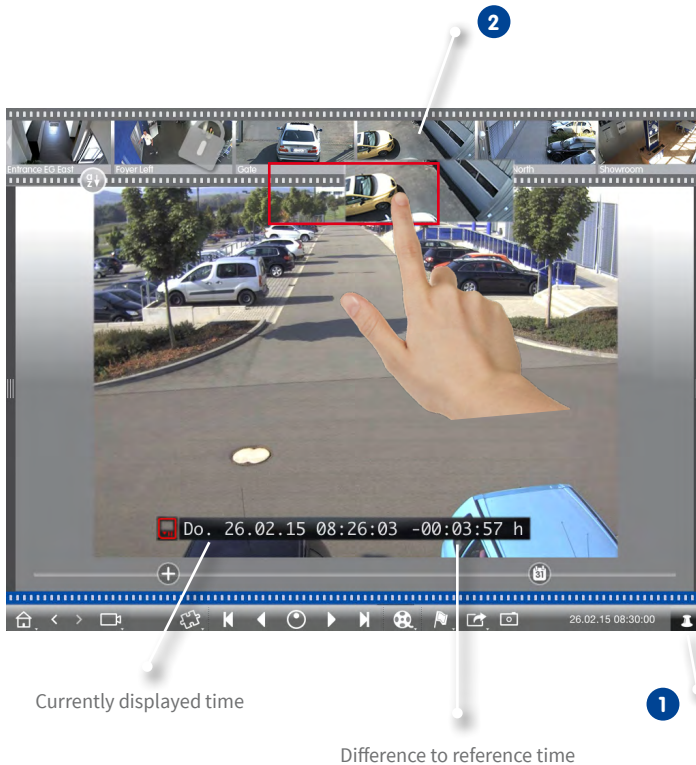 2
Entrance EG East
Foyer Left
Gate
North
Showroom
Do. 26.02.15 08:26:03 -00:03:57 h
31
26.02.15 08:30:00
Currently displayed time
1
Difference to reference time